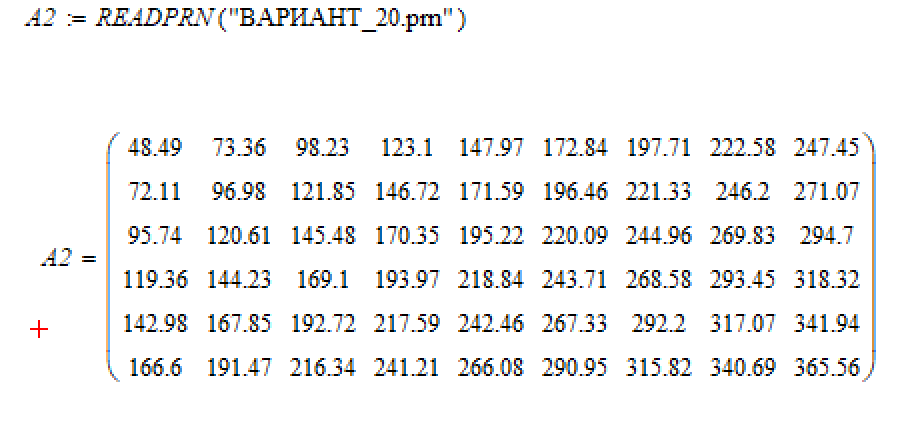 A2 := READPRN("ВАРИАНТ_20.prn")
48.49 73.36 98.23 123.1 147.97 172.84 197.71 222.58 247.45
72.11 96.98 121.85 146.72 171.59 196.46 221.33 246.2 271.07
95.74 120.61 145.48 170.35 195.22 220.09 244.96 269.83 294.7
A2 =
119.36 144.23 169.1 193.97 218.84 243.71 268.58 293.45 318.32
142.98 167.85 192.72 217.59 242.46 267.33 292.2 317.07 341.94
166.6 191.47 216.34 241.21 266.08 290.95 315.82 340.69 365.56